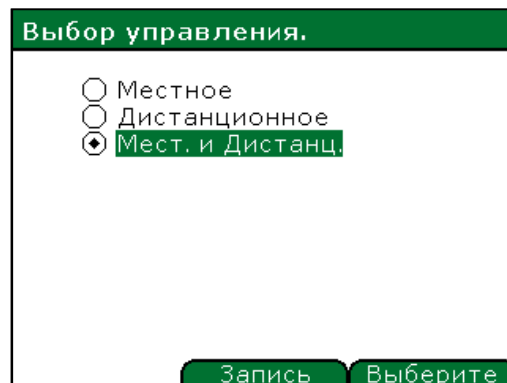 Выбор управления.
Местное
Дистанционное
Мест. и Дистанц.
Запись Выберите